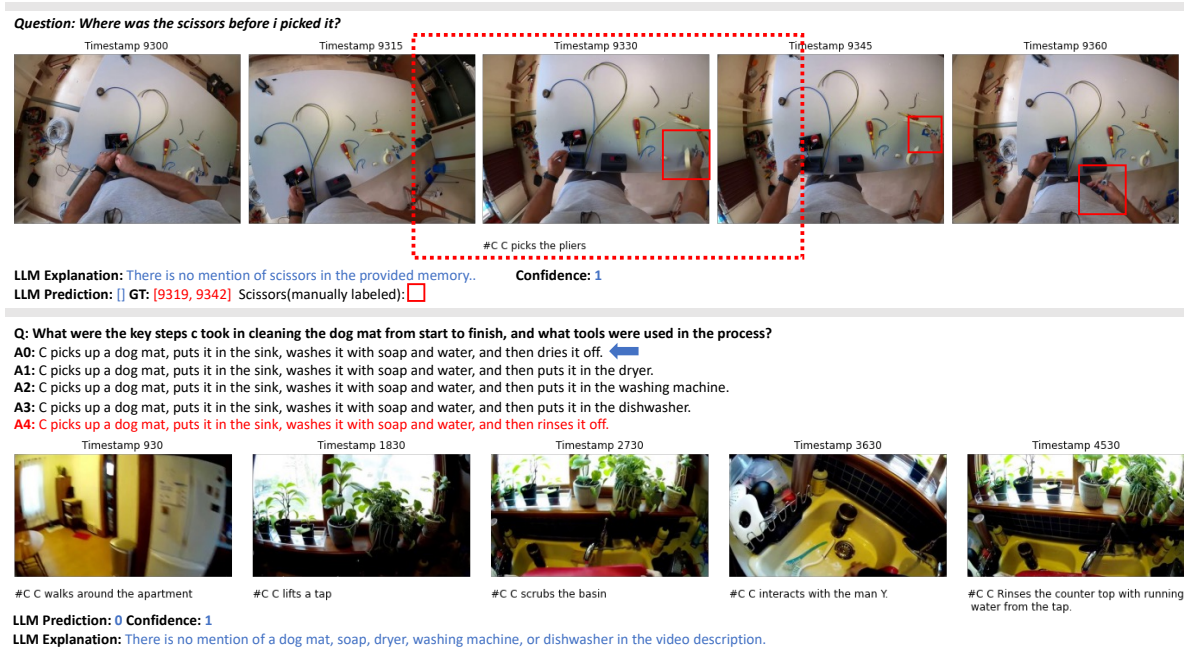 Question: Where was the scissors before i picked it?
Timestamp 9300 Timestamp 9315 Timestamp 9330 Timestamp 9345 Timestamp 9360
#C C picks the pliers
LLM Explanation: There is no mention of scissors in the provided memory.. Confidence: 1
LLM Prediction: [] GT: [9319, 9342] Scissors(manually labeled):
Q: What were the key steps c took in cleaning the dog mat from start to finish, and what tools were used in the process?
A0: C picks up a dog mat, puts it in the sink, washes it with soap and water, and then dries it off.
A1: C picks up a dog mat, puts it in the sink, washes it with soap and water, and then puts it in the dryer.
A2: C picks up a dog mat, puts it in the sink, washes it with soap and water, and then puts it in the washing machine.
A3: C picks up a dog mat, puts it in the sink, washes it with soap and water, and then puts it in the dishwasher.
A4: C picks up a dog mat, puts it in the sink, washes it with soap and water, and then rinses it off.
Timestamp 930 Timestamp 1830 Timestamp 2730 Timestamp 3630 Timestamp 4530
#C C walks around the apartment #C C lifts a tap #C C scrubs the basin #C C interacts with the man Y. #C C Rinses the counter top with running
water from the tap.
LLM Prediction: 0 Confidence: 1
LLM Explanation: There is no mention of a dog mat, soap, dryer, washing machine, or dishwasher in the video description.